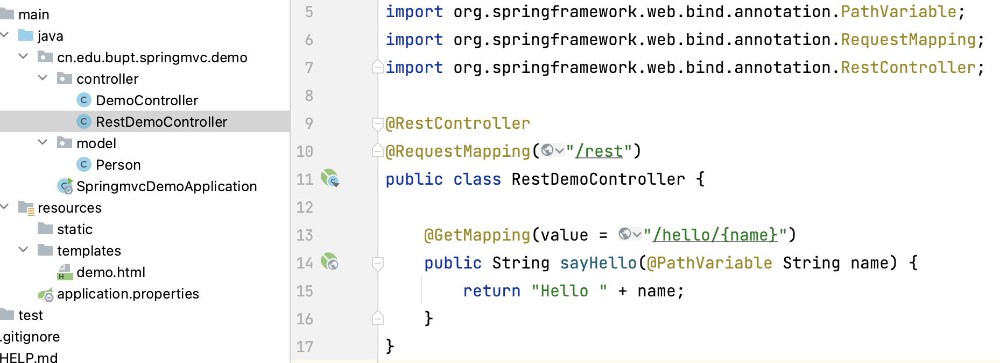 main
java
cn.edu.bupt.springmvc.demo
controller
DemoController
RestDemoController
model
Person
SpringmvcDemoApplication
resources
static
templates
demo.html
application.properties
test
.gitignore
HELP.md
5 import org.springframework.web.bind.annotation.PathVariable;
6 import org.springframework.web.bind.annotation.RequestMapping;
7 import org.springframework.web.bind.annotation.RestController;
8
9 @RestController
10 @RequestMapping("/rest")
11 public class RestDemoController {
12
13 @GetMapping(value = "/hello/{name}")
14 public String sayHello(@PathVariable String name) {
15 return "Hello " + name;
16 }
17 }